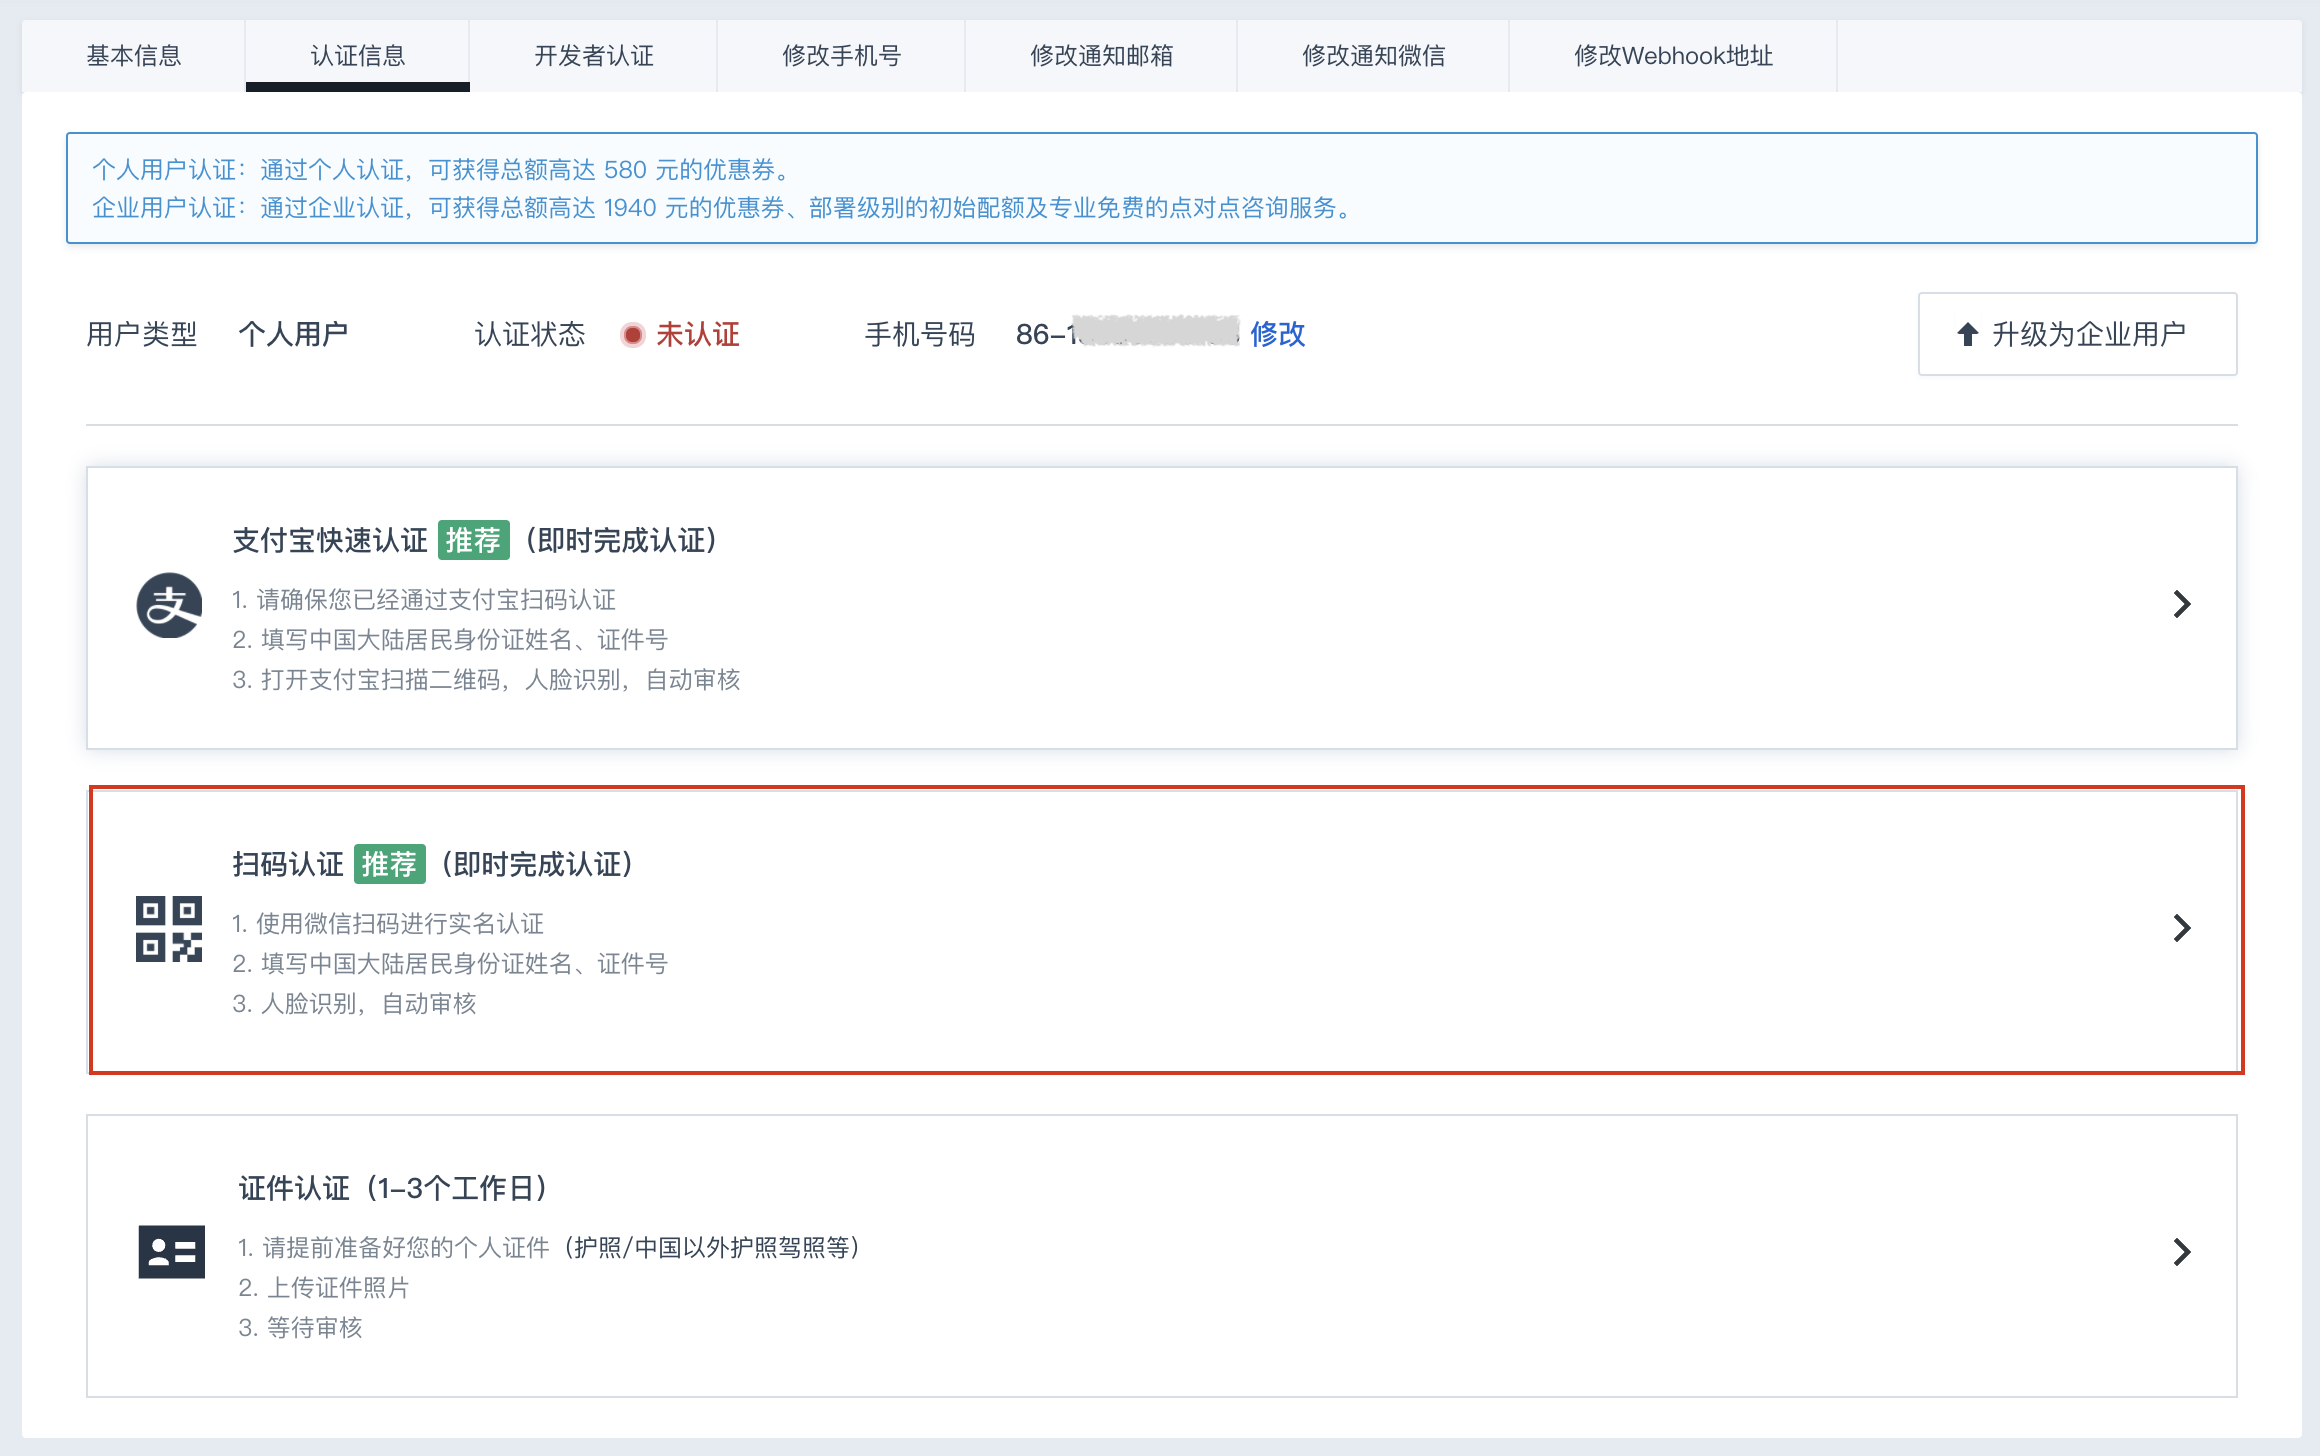 基本信息 认证信息 开发者认证 修改手机号 修改通知邮箱 修改通知微信 修改Webhook地址
个人用户认证：通过个人认证，可获得总额高达 580 元的优惠券。
企业用户认证：通过企业认证，可获得总额高达 1940 元的优惠券、部署级别的初始配额及专业免费的点对点咨询服务。
用户类型 个人用户 认证状态 未认证 手机号码 86-1 修改 升级为企业用户
支付宝快速认证 推荐（即时完成认证）
支
1. 请确保您已经通过支付宝扫码认证
2. 填写中国大陆居民身份证姓名、证件号
3. 打开支付宝扫描二维码，人脸识别，自动审核
扫码认证 推荐（即时完成认证）
1. 使用微信扫码进行实名认证
2. 填写中国大陆居民身份证姓名、证件号
3. 人脸识别，自动审核
证件认证（1-3个工作日）
1. 请提前准备好您的个人证件（护照/中国以外护照驾照等）
2. 上传证件照片
3. 等待审核